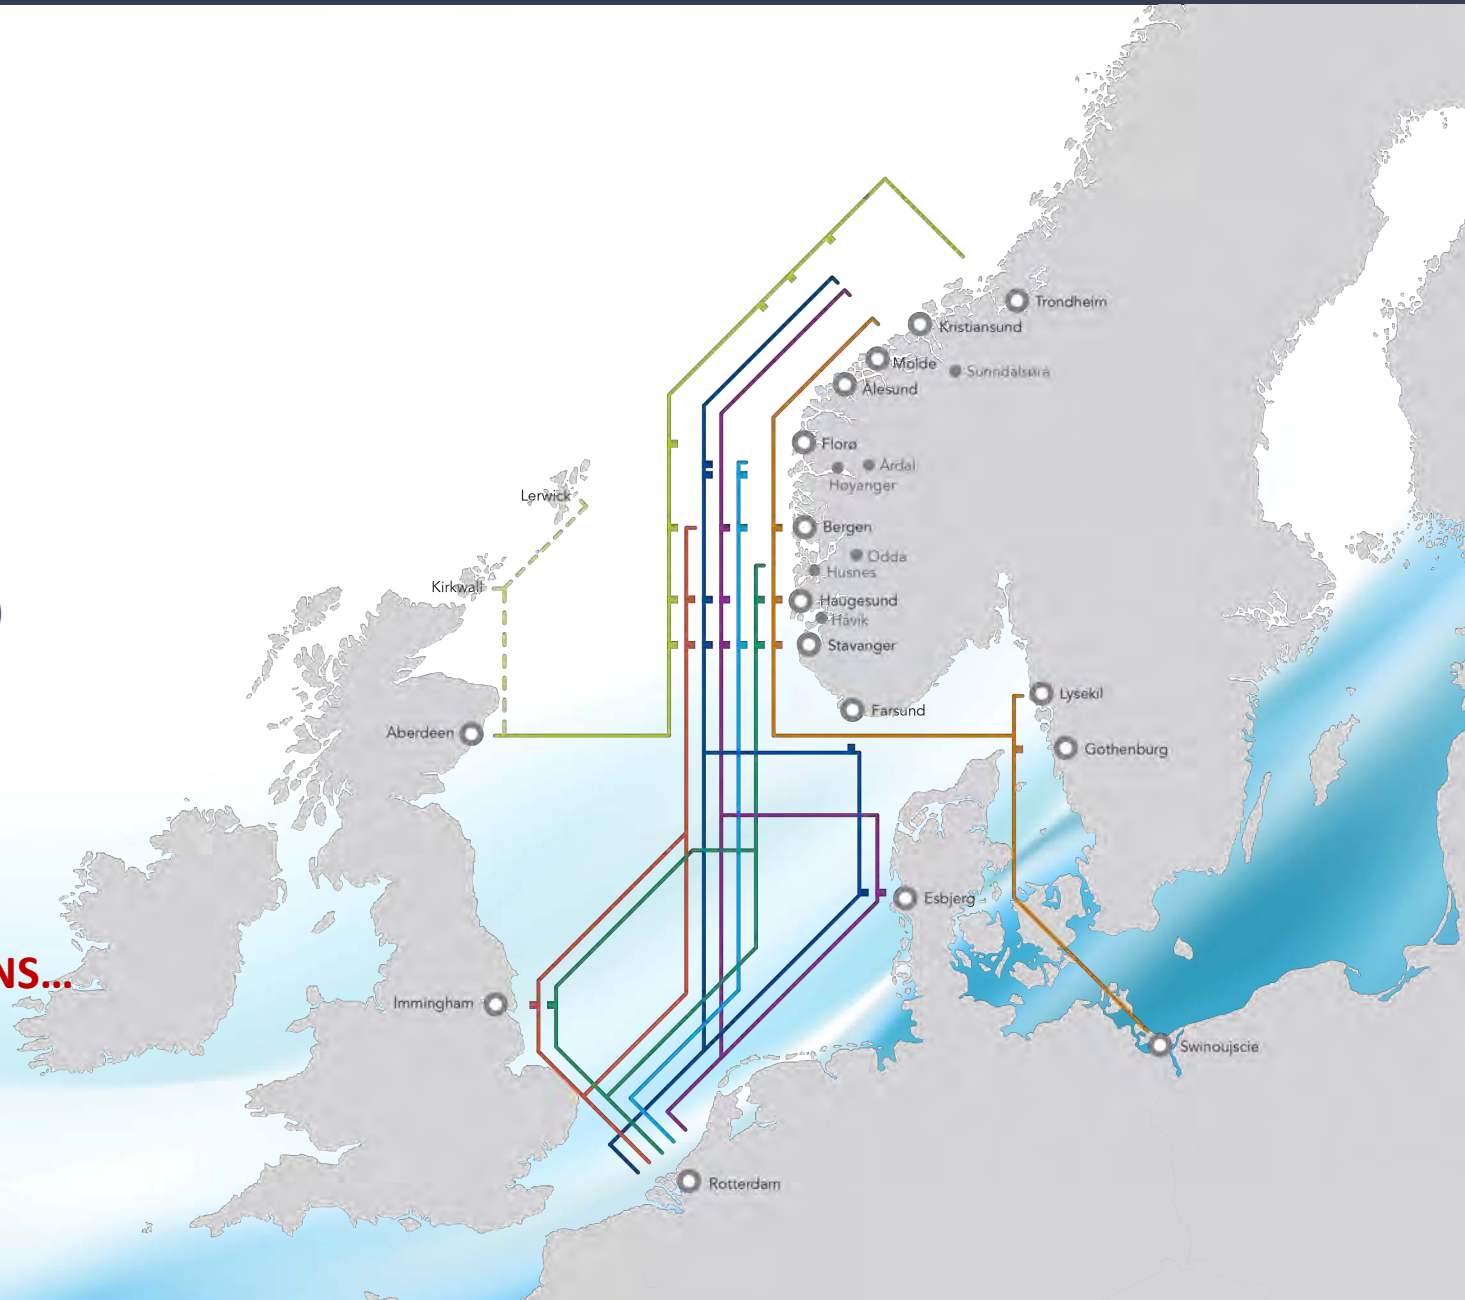 Trondheim
Kristiansund
Molde
Sunndalsøra
Ålesund
Florø
Årdal
Høyanger
Lerwick
Bergen
Odda
Husnes
Kirkwall
Haugesund
Håvik
Stavanger
Lysekil
Farsund
Aberdeen
Gothenburg
Esbjerg
NS...
Immingham
Swinoujscie
Rotterdam